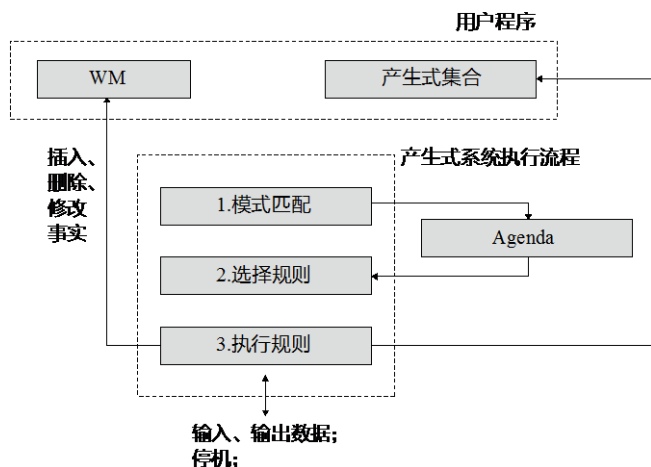 用户程序
WM
产生式集合
插入、
删除、
修改
事实
产生式系统执行流程
1.模式匹配
Agenda
2.选择规则
3.执行规则
输入、输出数据;
停机;